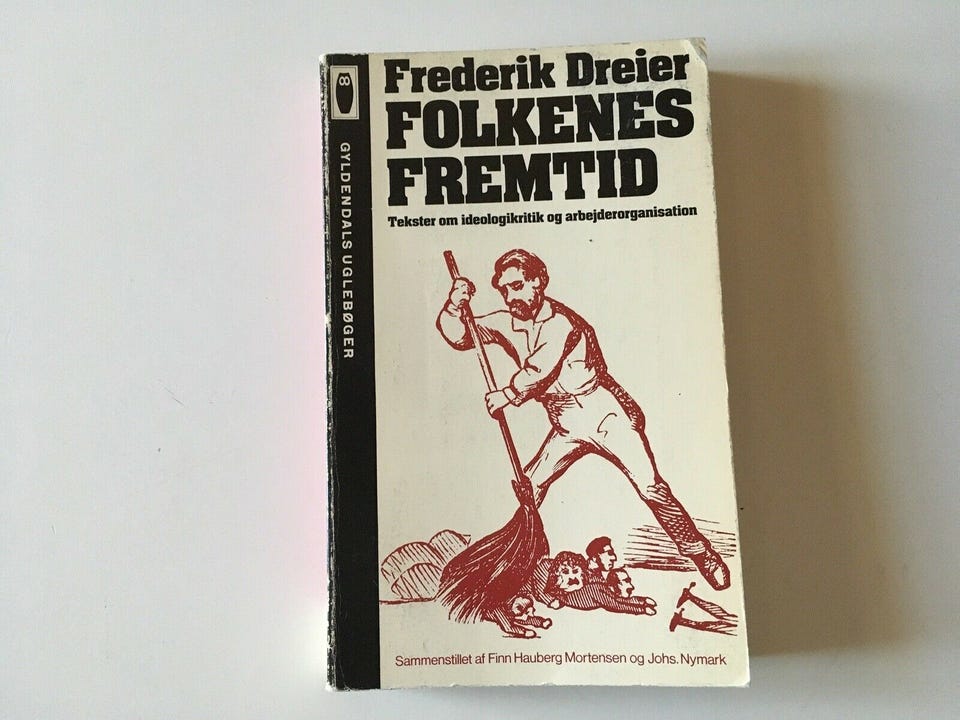 Frederik Dreier
FOLKENES
FREMTID
Tekster om ideologikritik og arbejderorganisation
GYLDENDALS UGLEBØGER
Sammenstillet af Finn Hauberg Mortensen og Johs. Nymark